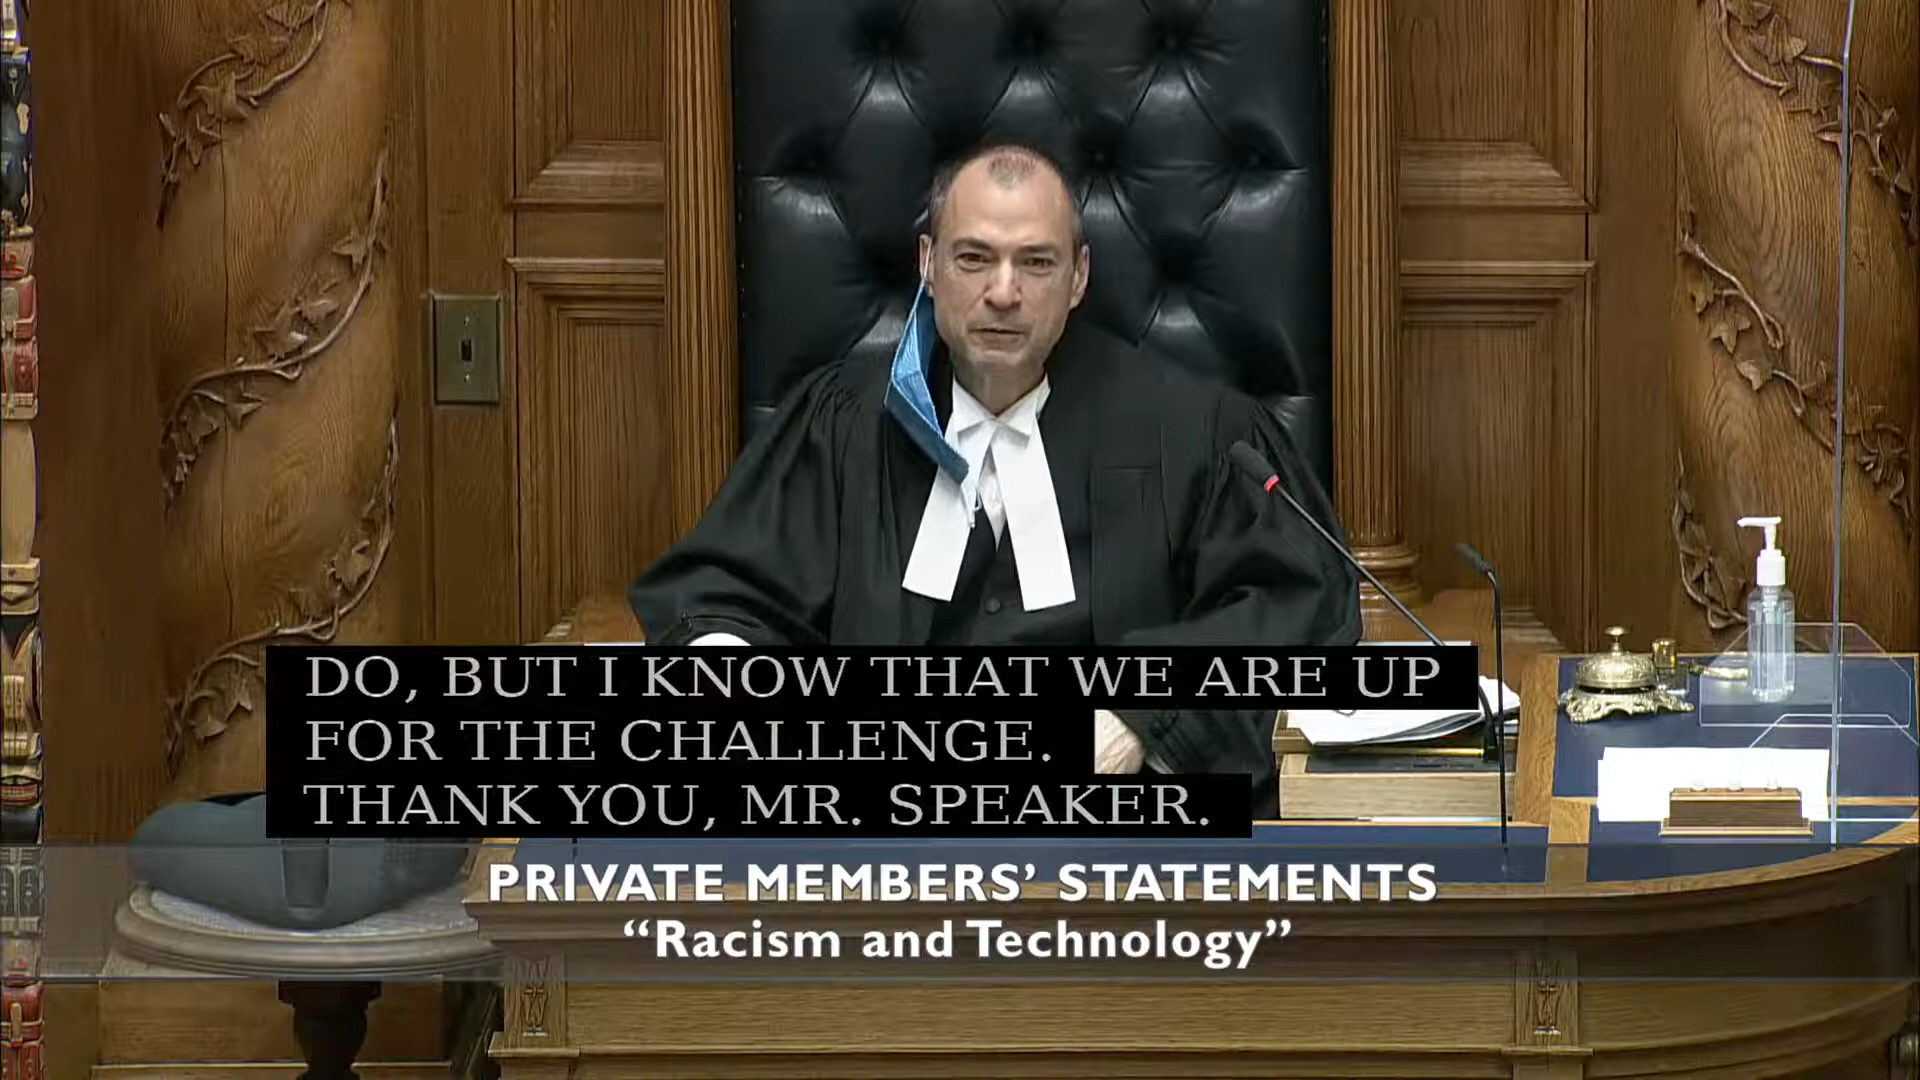 DO, BUT I KNOW THAT WE ARE UP
FOR THE CHALLENGE.
THANK YOU, MR. SPEAKER.
PRIVATE MEMBERS’ STATEMENTS
“Racism and Technology”